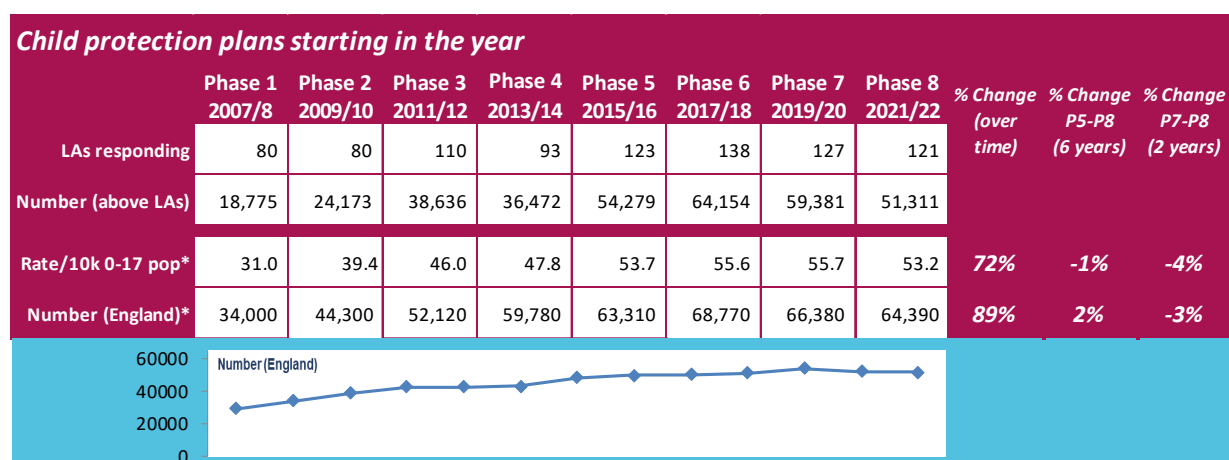 Child protection plans starting in the year
Phase 1 Phase 2 Phase 3 Phase 4 Phase 5 Phase 6 Phase 7 Phase 8 % Change % Change % Change
2007/8 2009/10 2011/12 2013/14 2015/16 2017/18 2019/20 2021/22 (over P5-P8 P7-P8
LAs responding 80 80 110 93 123 138 127 121 time) (6 years) (2 years)
Number (above LAs) 18,775 24,173 38,636 36,472 54,279 64,154 59,381 51,311
Rate/10k 0-17 pop* 31.0 39.4 46.0 47.8 53.7 55.6 55.7 53.2 72% -1% -4%
Number (England)* 34,000 44,300 52,120 59,780 63,310 68,770 66,380 64,390 89% 2% -3%
60000 Number (England)
40000
20000
0